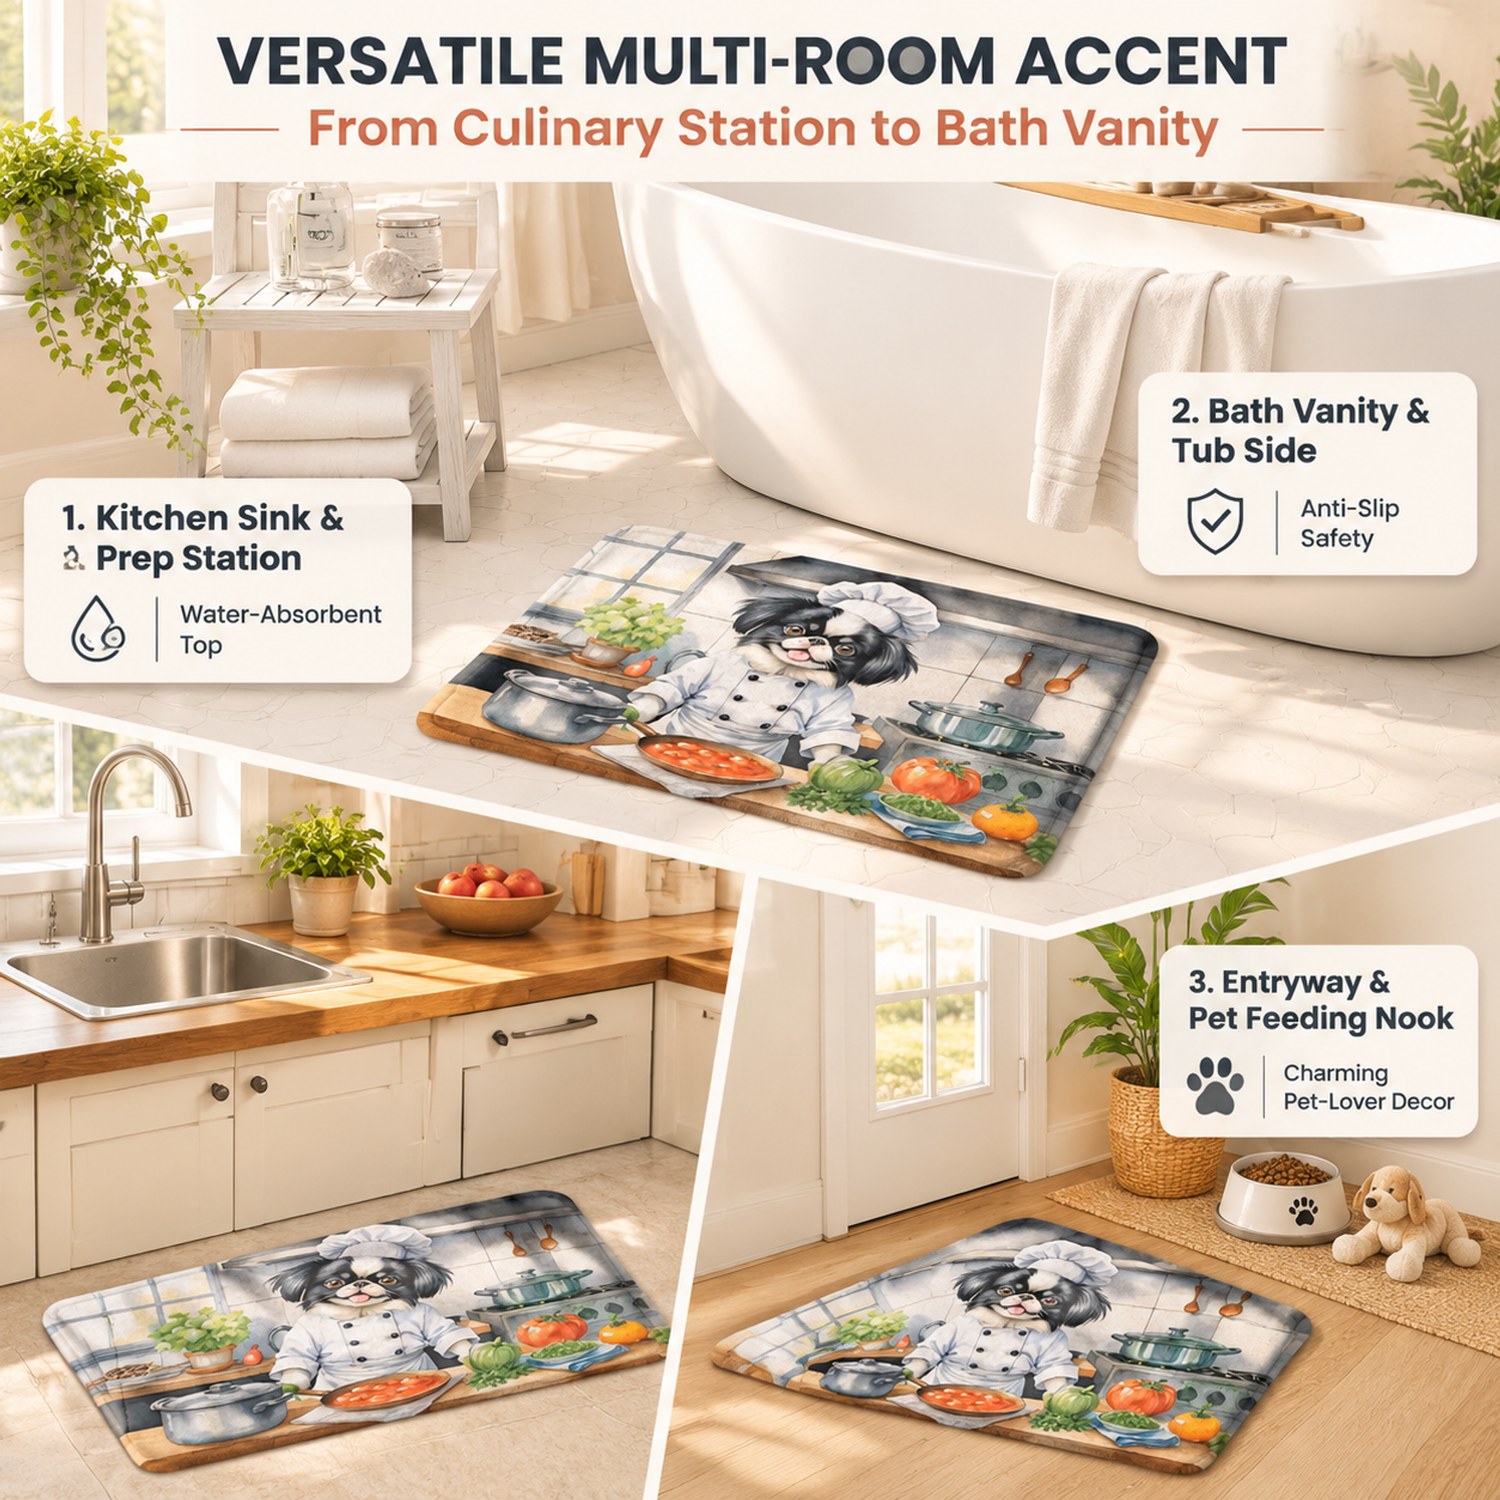 VERSATILE MULTI-ROOM ACCENT
From Culinary Station to Bath Vanity
1. Kitchen Sink &
Prep Station
Water-Absorbent
Top
2. Bath Vanity &
Tub Side
Anti-Slip
Safety
3. Entryway &
Pet Feeding Nook
Charming
Pet-Lover Decor